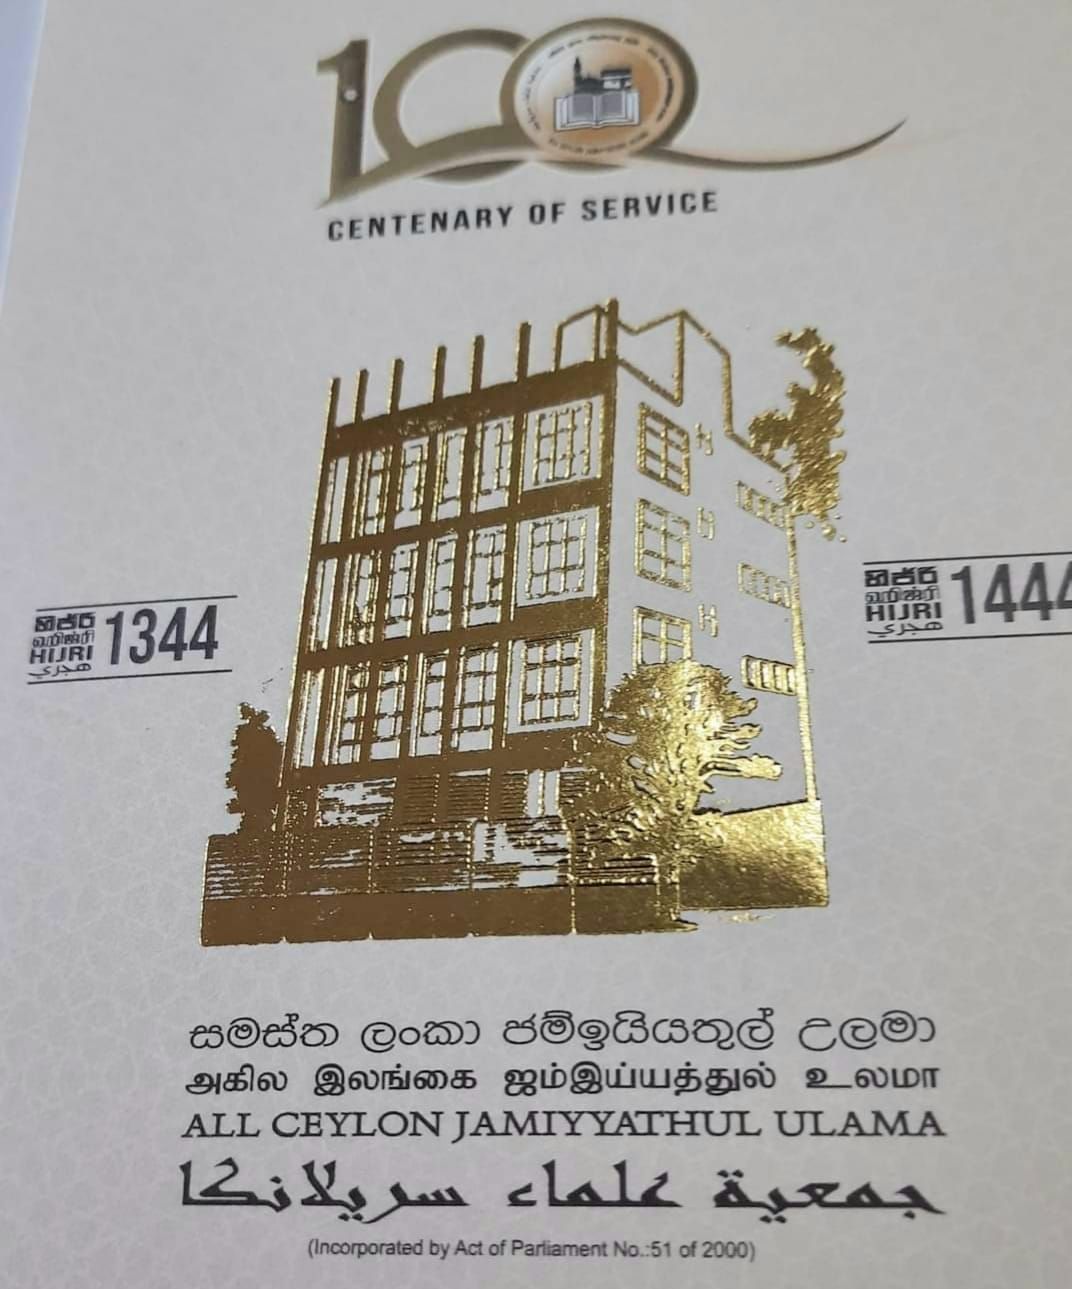 100
CENTENARY OF SERVICE
හිජ්රි
ஹிஜ்ரி
HIJRI
هجري
1344
හිජ්රි
ஹிஜ்ரி
HIJRI
هجري
1444
සමස්ත ලංකා ජම්ඉයියතුල් උලමා
அகில இலங்கை ஜம்இய்யத்துல் உலமா
ALL CEYLON JAMIYYATHUL ULAMA
جمعية علماء سريلانكا
(Incorporated by Act of Parliament No.:51 of 2000)